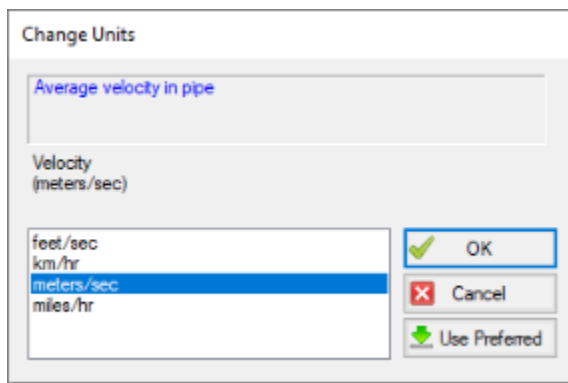 Change Units
Average velocity in pipe
Velocity
(meters/sec)
feet/sec
km/hr
meters/sec
miles/hr
OK
Cancel
Use Preferred